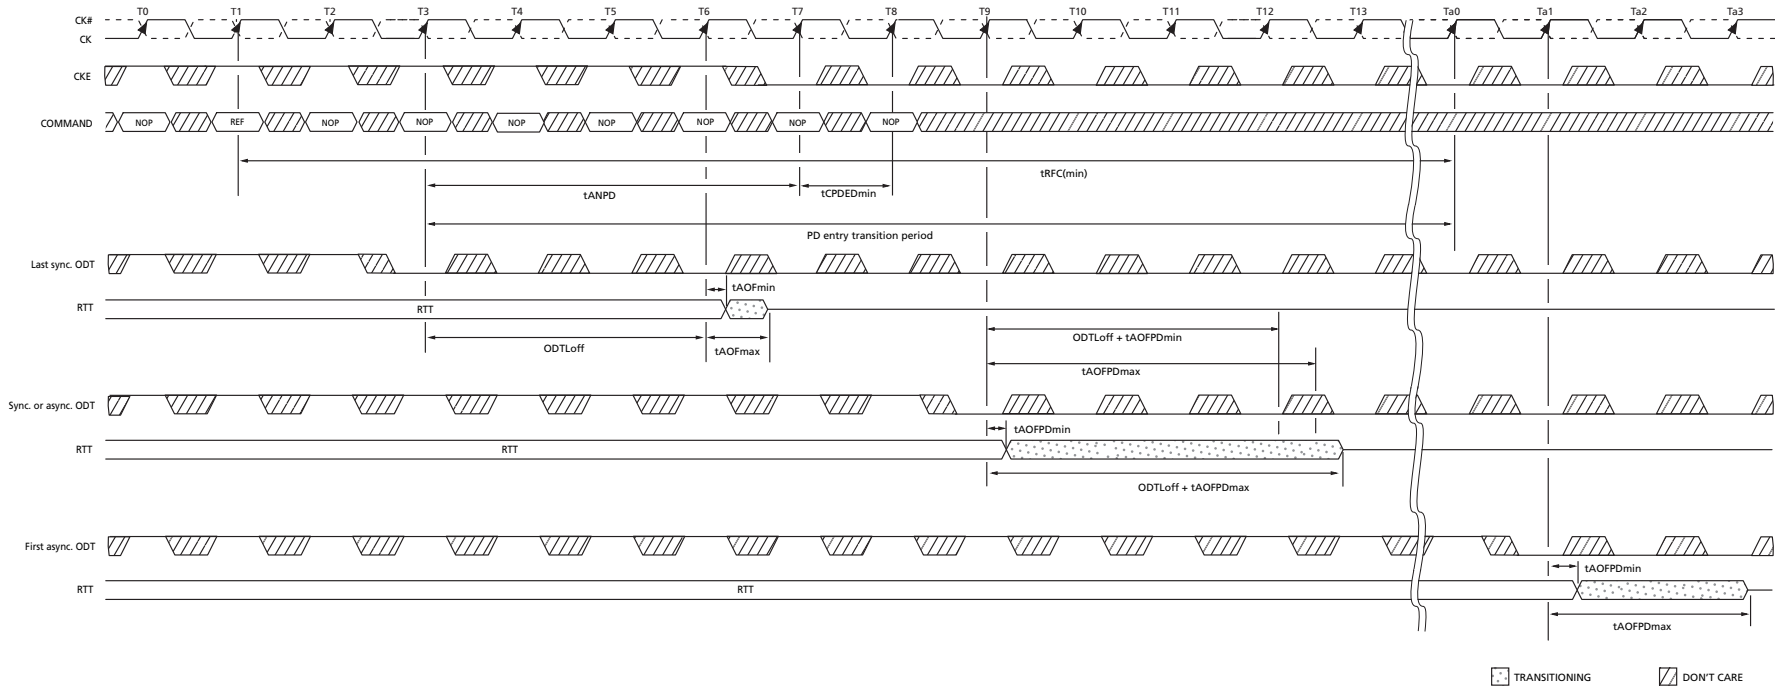 T0 T1 T2 T3 T4 T5 T6 T7 T8 T9 T10 T11 T12 T13 Ta0 Ta1 Ta2 Ta3
CK#
CK
CKE
COMMAND NOP REF NOP NOP NOP NOP NOP NOP NOP
tRFC(min)
tANPD tCPDEDmin
PD entry transition period
Last sync. ODT
tAOFmin
RTT RTT
ODTLoff tAOFmax ODTLoff + tAOFPDmin
tAOFPDmax
Sync. or async. ODT
tAOFPDmin
RTT RTT
ODTLoff + tAOFPDmax
First async. ODT
tAOFPDmin
RTT RTT
tAOFPDmax
TRANSITIONING DON'T CARE